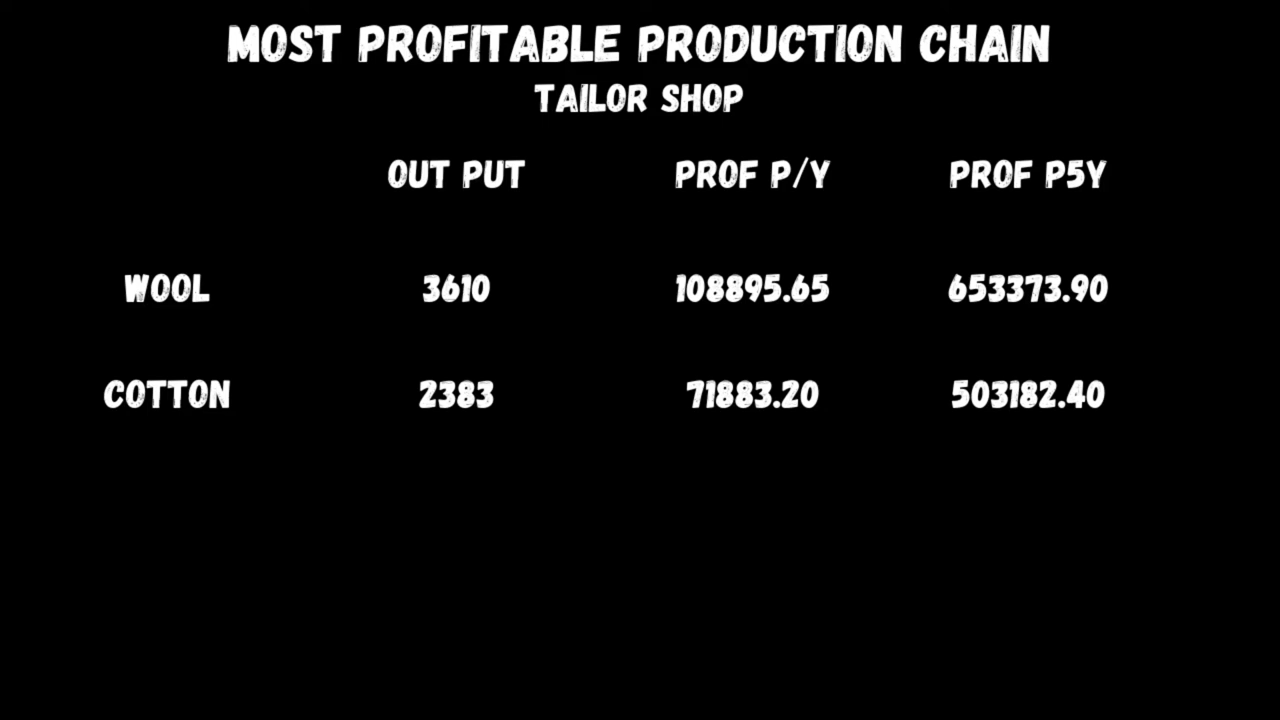 MOST PROFITABLE PRODUCTION CHAIN
TAILOR SHOP
OUT PUT PROF P/Y PROF P5Y
WOOL 3610 108895.65 653373.90
COTTON 2383 71883.20 503182.40